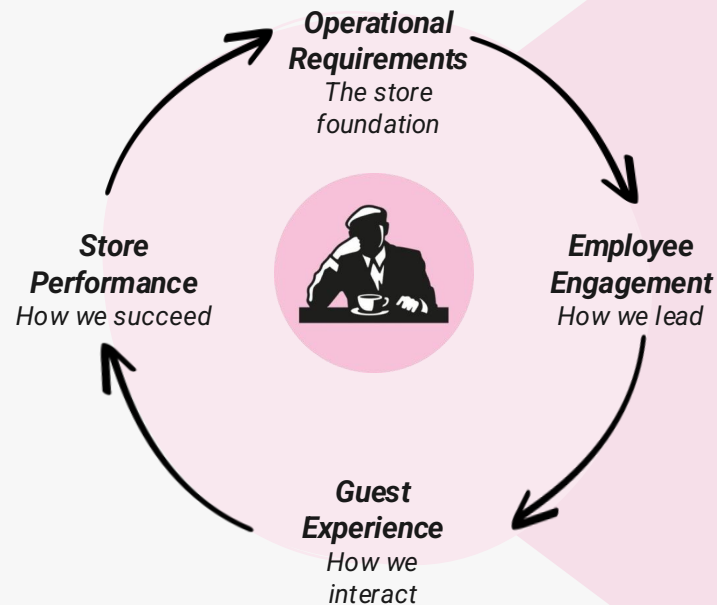 Operational
Requirements
The store
foundation
Employee
Engagement
How we lead
Guest
Experience
How we
interact
Store
Performance
How we succeed